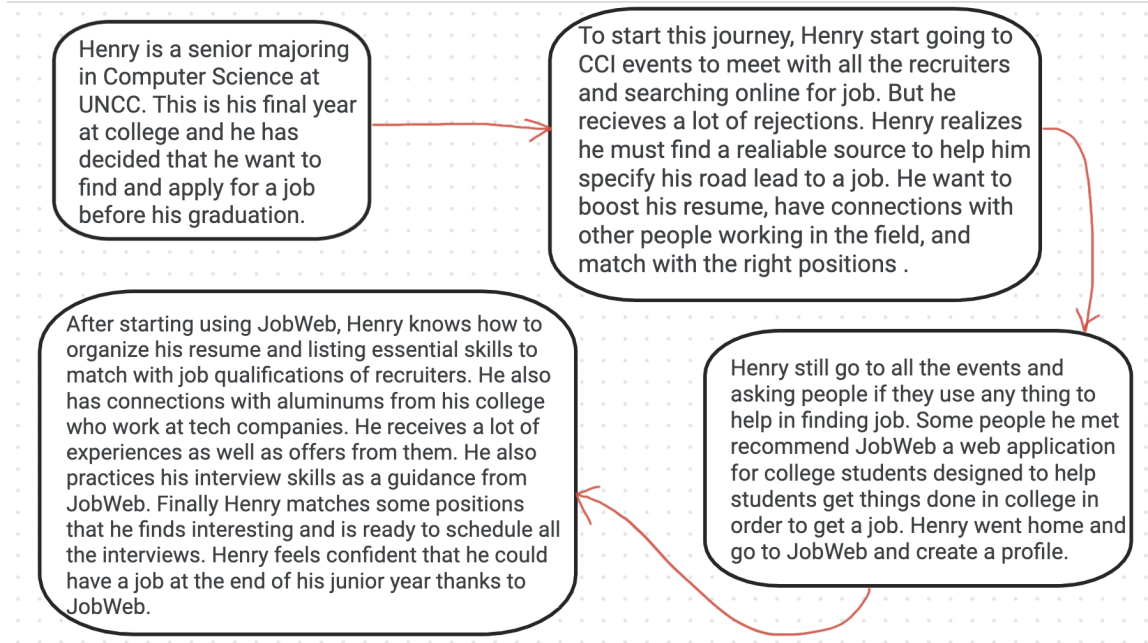 Henry is a senior majoring
in Computer Science at
UNCC. This is his final year
at college and he has
decided that he want to
find and apply for a job
before his graduation.
To start this journey, Henry start going to
CCI events to meet with all the recruiters
and searching online for job. But he
recieves a lot of rejections. Henry realizes
he must find a realiable source to help him
specify his road lead to a job. He want to
boost his resume, have connections with
other people working in the field, and
match with the right positions .
Henry still go to all the events and
asking people if they use any thing to
help in finding job. Some people he met
recommend JobWeb a web application
for college students designed to help
students get things done in college in
order to get a job. Henry went home and
go to JobWeb and create a profile.
After starting using JobWeb, Henry knows how to
organize his resume and listing essential skills to
match with job qualifications of recruiters. He also
has connections with aluminums from his college
who work at tech companies. He receives a lot of
experiences as well as offers from them. He also
practices his interview skills as a guidance from
JobWeb. Finally Henry matches some positions
that he finds interesting and is ready to schedule all
the interviews. Henry feels confident that he could
have a job at the end of his junior year thanks to
JobWeb.